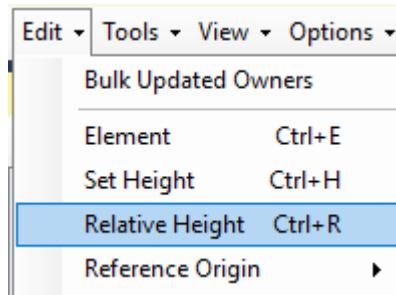 Edit Tools View Options
Bulk Updated Owners
Element Ctrl+E
Set Height Ctrl+H
Relative Height Ctrl+R
Reference Origin